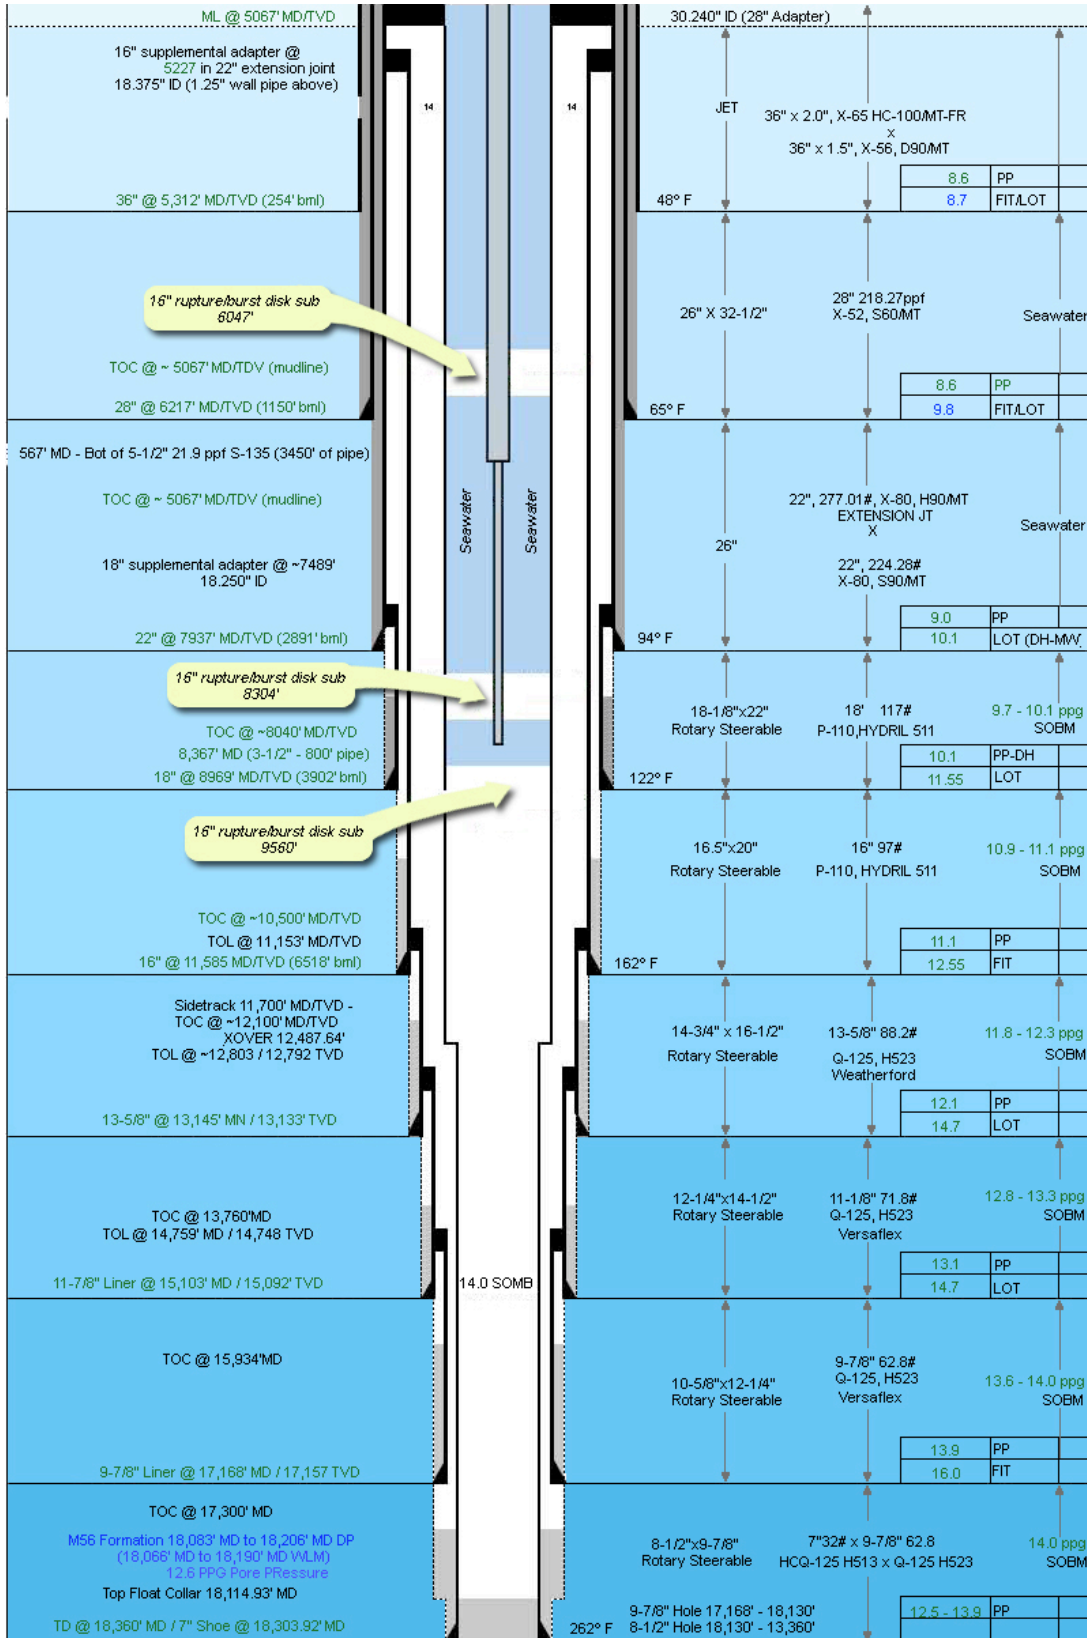 ML @ 5067' MD/TVD
30.240" ID (28" Adapter)
16" supplemental adapter @
5227 in 22" extension joint
18.375" ID (1.25" wall pipe above)
14
14
JET
36" x 2.0", X-65 HC-100/MT-FR
x
36" x 1.5", X-56, D90/MT
8.6 PP
36" @ 5,312' MD/TVD (254' bml)
48° F
8.7 FIT/LOT
16" rupture/burst disk sub
6047'
26" X 32-1/2"
28" 218.27ppf
X-52, S60/MT
Seawater
TOC @ ~ 5067' MD/TDV (mudline)
8.6 PP
28" @ 6217' MD/TVD (1150' bml)
65° F
9.8 FIT/LOT
567' MD - Bot of 5-1/2" 21.9 ppf S-135 (3450' of pipe)
TOC @ ~ 5067' MD/TDV (mudline)
Seawater
Seawater
22", 277.01#, X-80, H90/MT
EXTENSION JT
X
Seawater
26"
18" supplemental adapter @ ~7489'
18.250" ID
22", 224.28#
X-80, S90/MT
9.0 PP
22" @ 7937' MD/TVD (2891' bml)
94° F
10.1 LOT (DH-MW)
16" rupture/burst disk sub
8304'
18-1/8"x22"
Rotary Steerable
18' 117#
P-110,HYDRIL 511
9.7 - 10.1 ppg
SOBM
TOC @ ~8040' MD/TVD
8,367' MD (3-1/2" - 800' pipe)
10.1 PP-DH
18" @ 8969' MD/TVD (3902' bml)
122° F
11.55 LOT
16" rupture/burst disk sub
9560'
16.5"x20"
Rotary Steerable
16" 97#
P-110, HYDRIL 511
10.9 - 11.1 ppg
SOBM
TOC @ ~10,500' MD/TVD
TOL @ 11,153' MD/TVD
11.1 PP
16" @ 11,585 MD/TVD (6518' bml)
162° F
12.55 FIT
Sidetrack 11,700' MD/TVD -
TOC @ ~12,100' MD/TVD
XOVER 12,487.64'
TOL @ ~12,803 / 12,792 TVD
14-3/4" x 16-1/2"
Rotary Steerable
13-5/8" 88.2#
Q-125, H523
Weatherford
11.8 - 12.3 ppg
SOBM
12.1 PP
13-5/8" @ 13,145' MN / 13,133' TVD
14.7 LOT
12-1/4"x14-1/2"
Rotary Steerable
11-1/8" 71.8#
Q-125, H523
Versaflex
12.8 - 13.3 ppg
SOBM
TOC @ 13,760'MD
TOL @ 14,759' MD / 14,748 TVD
13.1 PP
11-7/8" Liner @ 15,103' MD / 15,092' TVD
14.0 SOMB
14.7 LOT
TOC @ 15,934'MD
10-5/8"x12-1/4"
Rotary Steerable
9-7/8" 62.8#
Q-125, H523
Versaflex
13.6 - 14.0 ppg
SOBM
13.9 PP
9-7/8" Liner @ 17,168' MD / 17,157 TVD
16.0 FIT
TOC @ 17,300' MD
M56 Formation 18,083' MD to 18,206' MD DP
(18,066' MD to 18,190' MD WLM)
12.6 PPG Pore PRessure
Top Float Collar 18,114.93' MD
8-1/2"x9-7/8"
Rotary Steerable
7"32# x 9-7/8" 62.8
HCQ-125 H513 x Q-125 H523
14.0 ppg
SOBM
TD @ 18,360' MD / 7" Shoe @ 18,303.92' MD
262° F
9-7/8" Hole 17,168' - 18,130'
8-1/2" Hole 18,130' - 13,360'
12.5 - 13.9 PP